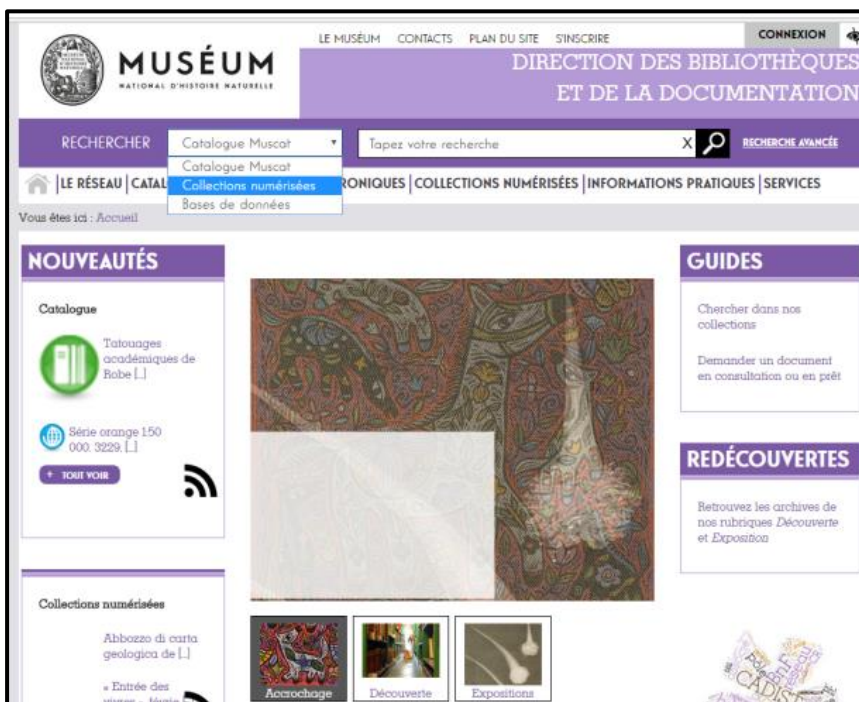 LE MUSÉUM CONTACTS PLAN DU SITE S'INSCRIRE CONNEXION
MUSÉUM
NATIONAL D'HISTOIRE NATURELLE
DIRECTION DES BIBLIOTHÈQUES
ET DE LA DOCUMENTATION
RECHERCHER Catalogue Muscat Tapez votre recherche X RECHERCHE AVANCÉE
Catalogue Muscat
Collections numérisées
Bases de données
LE RÉSEAU | CATAL RONIQUES | COLLECTIONS NUMÉRISÉES | INFORMATIONS PRATIQUES | SERVICES
Vous êtes ici : Accueil
NOUVEAUTÉS
Catalogue
Tatouages
académiques de
Robe [...]
Série orange 1:50
000. 3229, [...]
+ TOUT VOIR
Collections numérisées
Abbozzo di carta
geologica de [...]
« Entrée des
Accrochage
Découverte
Expositions
GUIDES
Chercher dans nos
collections
Demander un document
en consultation ou en prêt
REDÉCOUVERTES
Retrouvez les archives de
nos rubriques Découverte
et Exposition
Pôle
BnF
réseau
CADIST